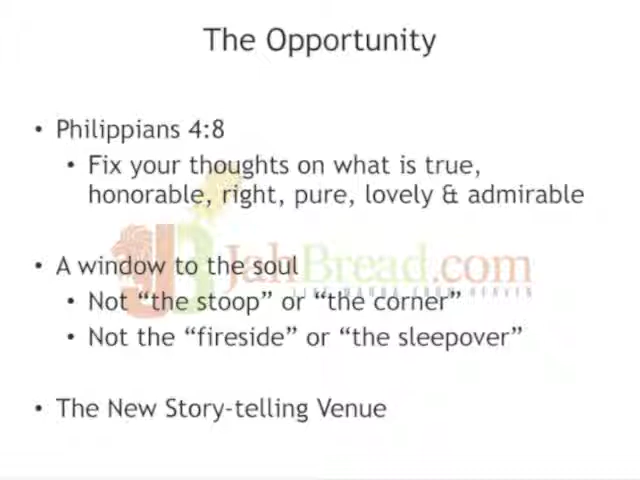 The Opportunity
• Philippians 4:8
• Fix your thoughts on what is true,
honorable, right, pure, lovely & admirable
JahBread.com
• A window to the soul
• Not “the stoop” or “the corner”
• Not the “fireside” or “the sleepover”
• The New Story-telling Venue